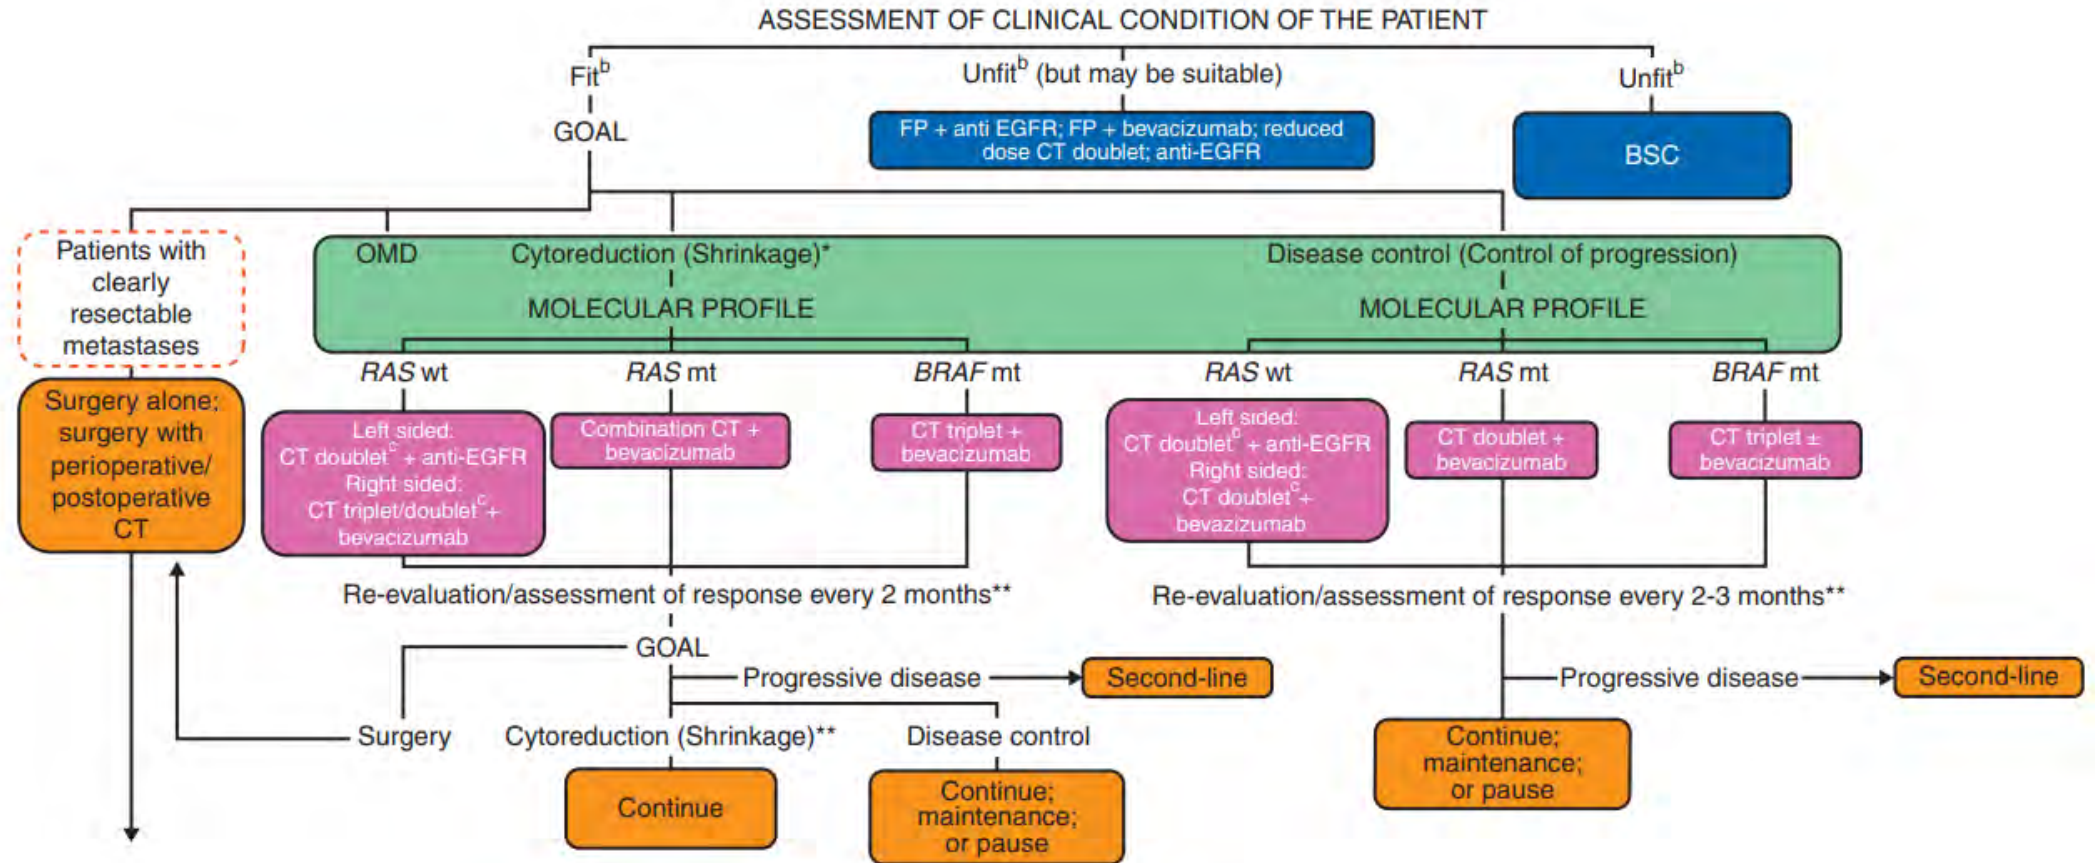 ASSESSMENT OF CLINICAL CONDITION OF THE PATIENT
Fitᵇ
Unfitᵇ (but may be suitable)
Unfitᵇ
GOAL
FP + anti EGFR; FP + bevacizumab; reduced
dose CT doublet; anti-EGFR
BSC
Patients with
clearly
resectable
metastases
OMD
Cytoreduction (Shrinkage)*
Disease control (Control of progression)
MOLECULAR PROFILE
MOLECULAR PROFILE
RAS wt
RAS mt
BRAF mt
RAS wt
RAS mt
BRAF mt
Surgery alone;
surgery with
perioperative/
postoperative
CT
Left sided:
CT doubletᶜ + anti-EGFR
Right sided:
CT triplet/doubletᶜ+
bevacizumab
Combination CT +
bevacizumab
CT triplet +
bevacizumab
Left sided:
CT doubletᶜ + anti-EGFR
Right sided:
CT doubletᶜ+
bevazizumab
CT doublet +
bevacizumab
CT triplet ±
bevacizumab
Re-evaluation/assessment of response every 2 months**
Re-evaluation/assessment of response every 2-3 months**
GOAL
Progressive disease
Second-line
Progressive disease
Second-line
Surgery
Cytoreduction (Shrinkage)**
Disease control
Continue
Continue;
maintenance;
or pause
Continue;
maintenance;
or pause